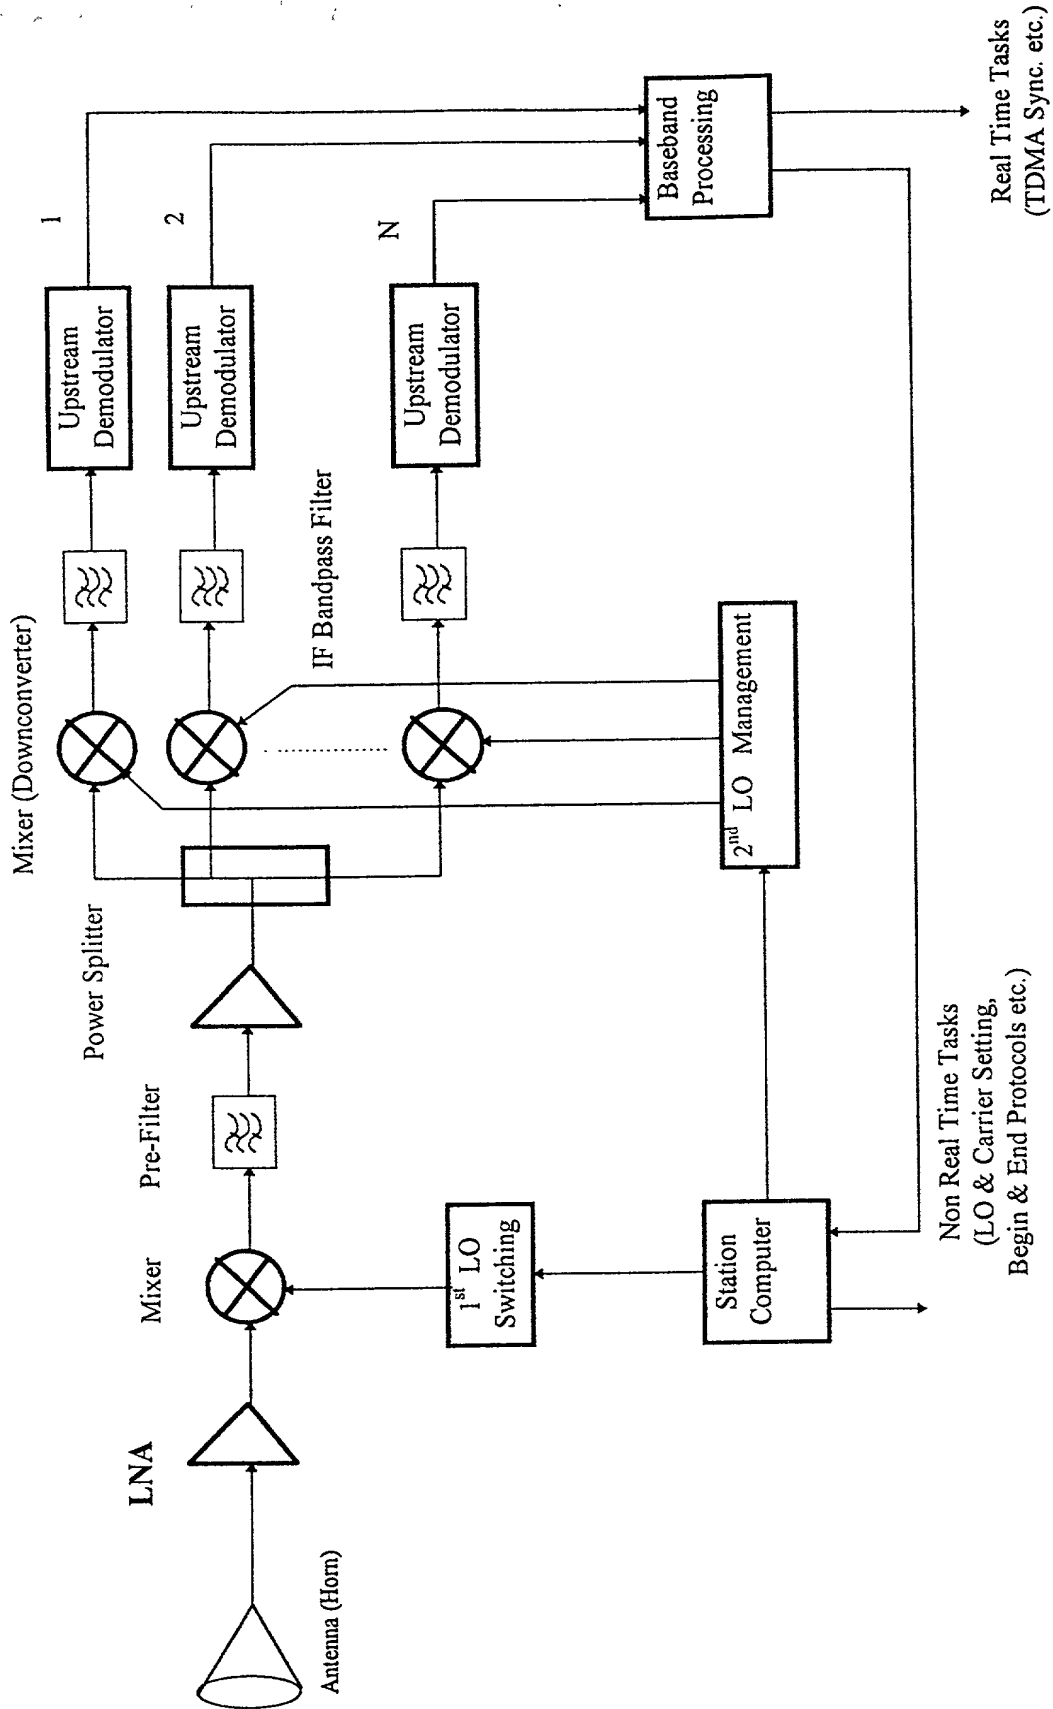 Antenna (Horn)
LNA
Mixer
Pre-Filter
Power Splitter
Mixer (Downconverter)
IF Bandpass Filter
Upstream
Demodulator
1
Upstream
Demodulator
2
Upstream
Demodulator
N
Baseband
Processing
1st LO
Switching
2nd LO Management
Station
Computer
Non Real Time Tasks
(LO & Carrier Setting,
Begin & End Protocols etc.)
Real Time Tasks
(TDMA Sync. etc.)